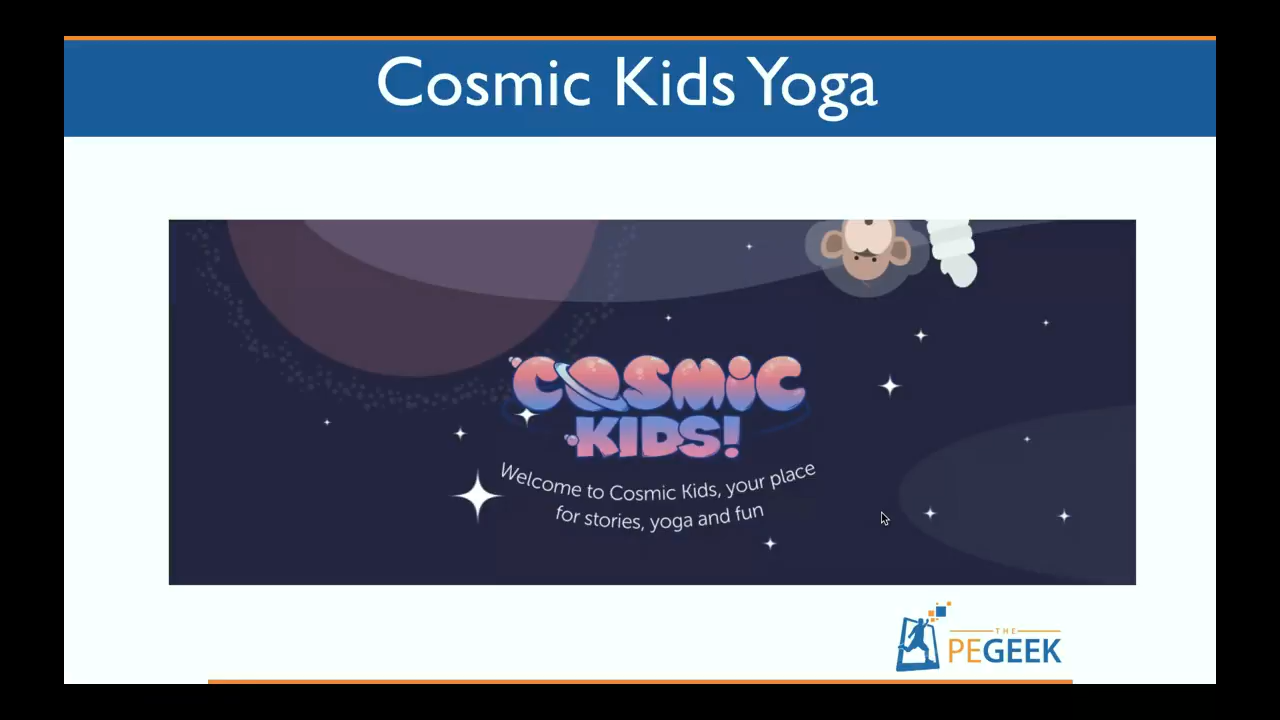 Cosmic Kids Yoga
COSMIC
KIDS!
Welcome to Cosmic Kids, your place
for stories, yoga and fun
THE
PEGEEK